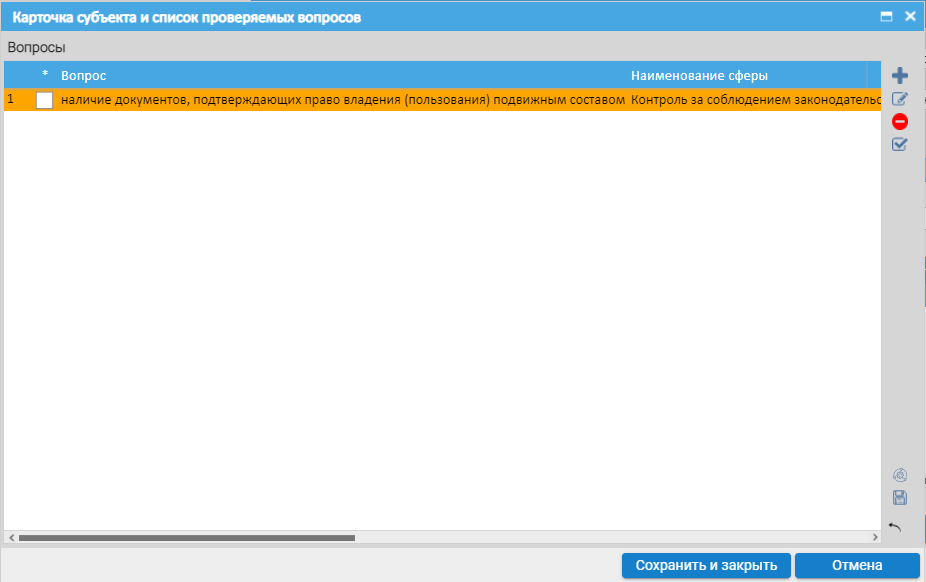 Карточка субъекта и список проверяемых вопросов
Вопросы
* Вопрос Наименование сферы
1 наличие документов, подтверждающих право владения (пользования) подвижным составом Контроль за соблюдением законодательс
Сохранить и закрыть Отмена